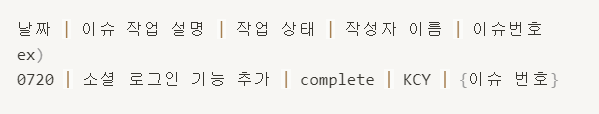 날짜 | 이슈 작업 설명 | 작업 상태 | 작성자 이름 | 이슈번호
ex)
0720 | 소셜 로그인 기능 추가 | complete | KCY | {이슈 번호}